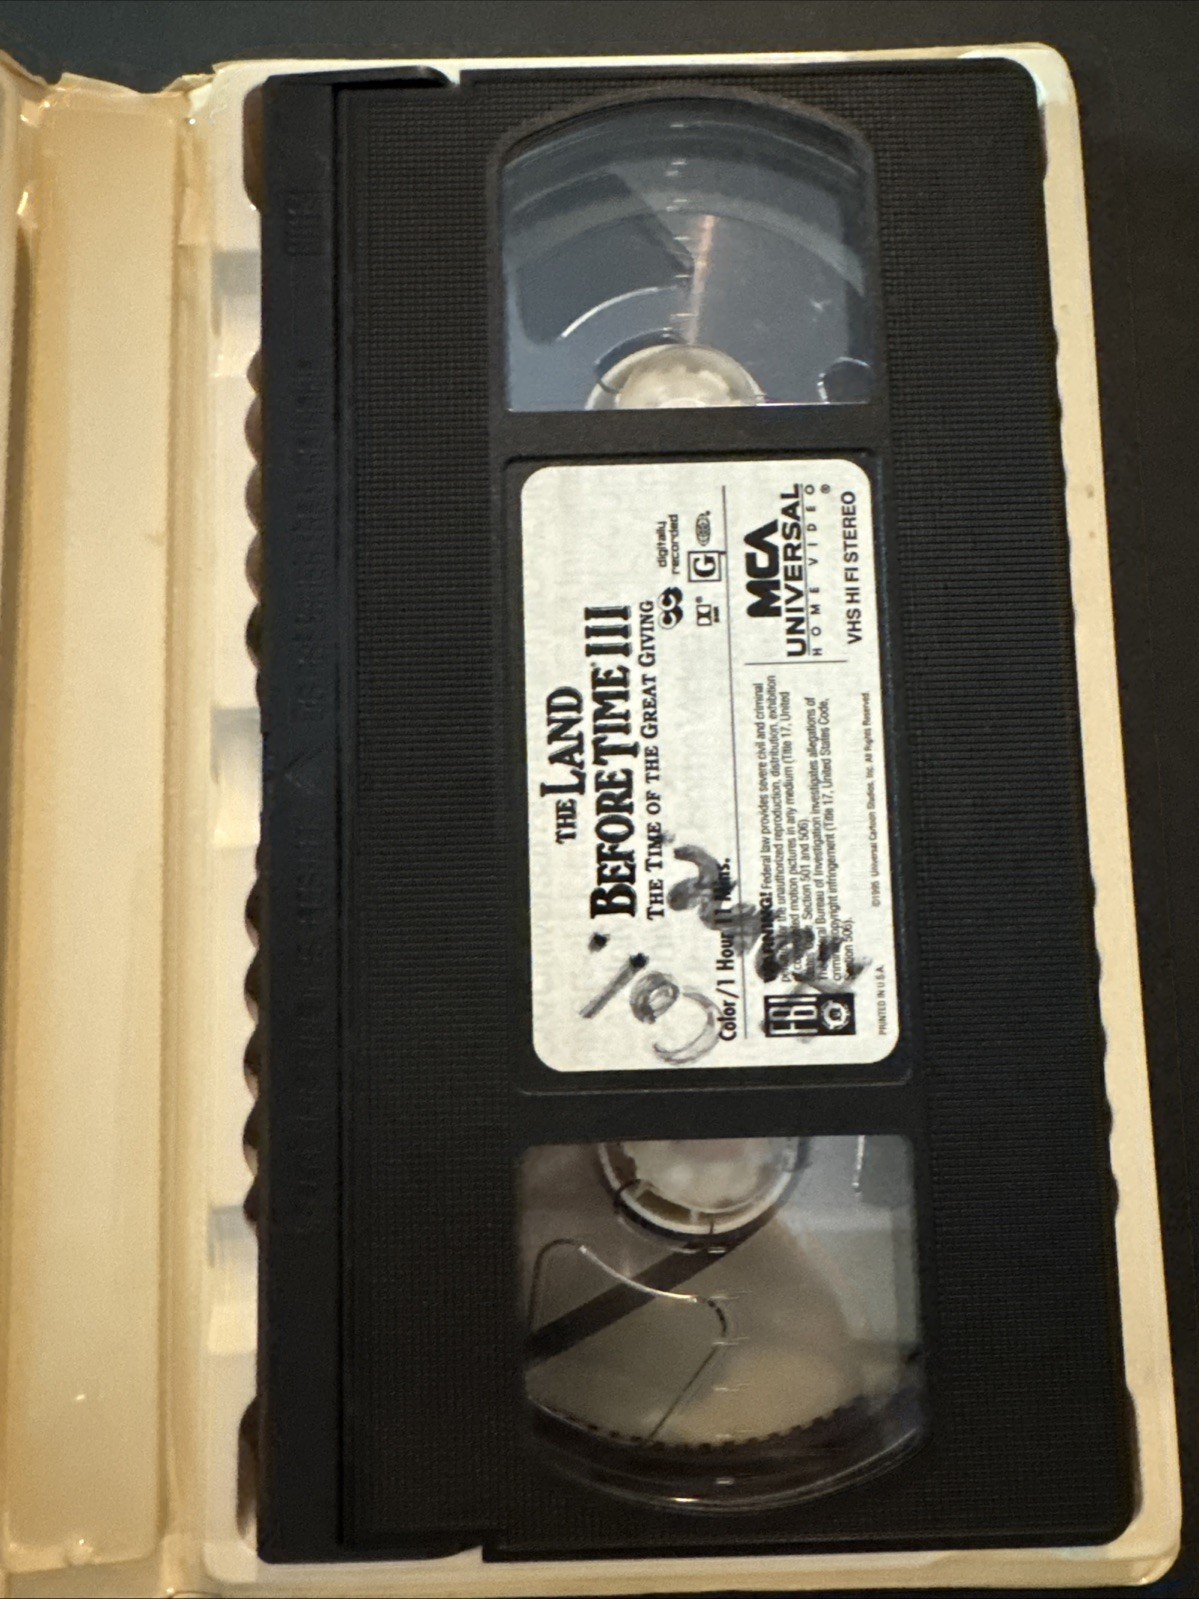 THE LAND
BEFORE TIME® III
THE TIME OF THE GREAT GIVING
digitally
recorded
G
Color/1 Hour 11 Mins.
FBI
WARNING! Federal law provides severe civil and criminal
penalties for the unauthorized reproduction, distribution, exhibition
of copyrighted motion pictures in any medium (Title 17, United
States Code, Section 501 and 506).
The Federal Bureau of Investigation investigates allegations of
criminal copyright infringement (Title 17, United States Code,
Section 506).
MCA
UNIVERSAL
HOME VIDEO®
VHS HI FI STEREO
PRINTED IN U.S.A.
©1995 Universal Cartoon Studios, Inc. All Rights Reserved.